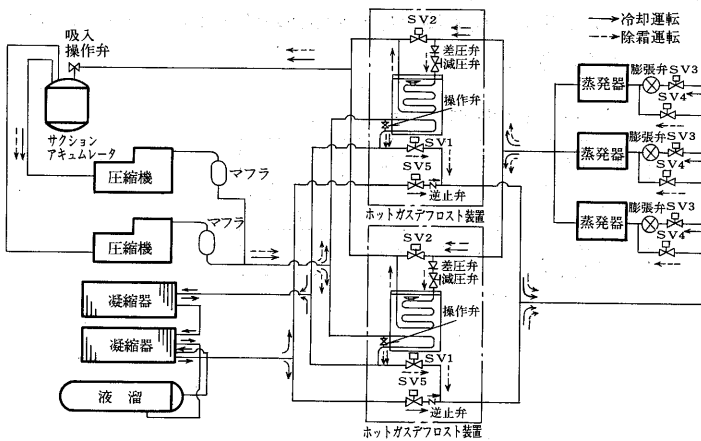 吸入
操作弁
サクション
アキュムレータ
圧縮機
マフラ
圧縮機
マフラ
凝縮器
凝縮器
液溜
SV2
差圧弁
減圧弁
操作弁
SV1
SV5
逆止弁
ホットガスデフロスト装置
SV2
差圧弁
減圧弁
操作弁
SV1
SV5
逆止弁
ホットガスデフロスト装置
冷却運転
除霜運転
蒸発器
膨張弁 SV3
SV4
蒸発器
膨張弁 SV3
SV4
蒸発器
膨張弁 SV3
SV4